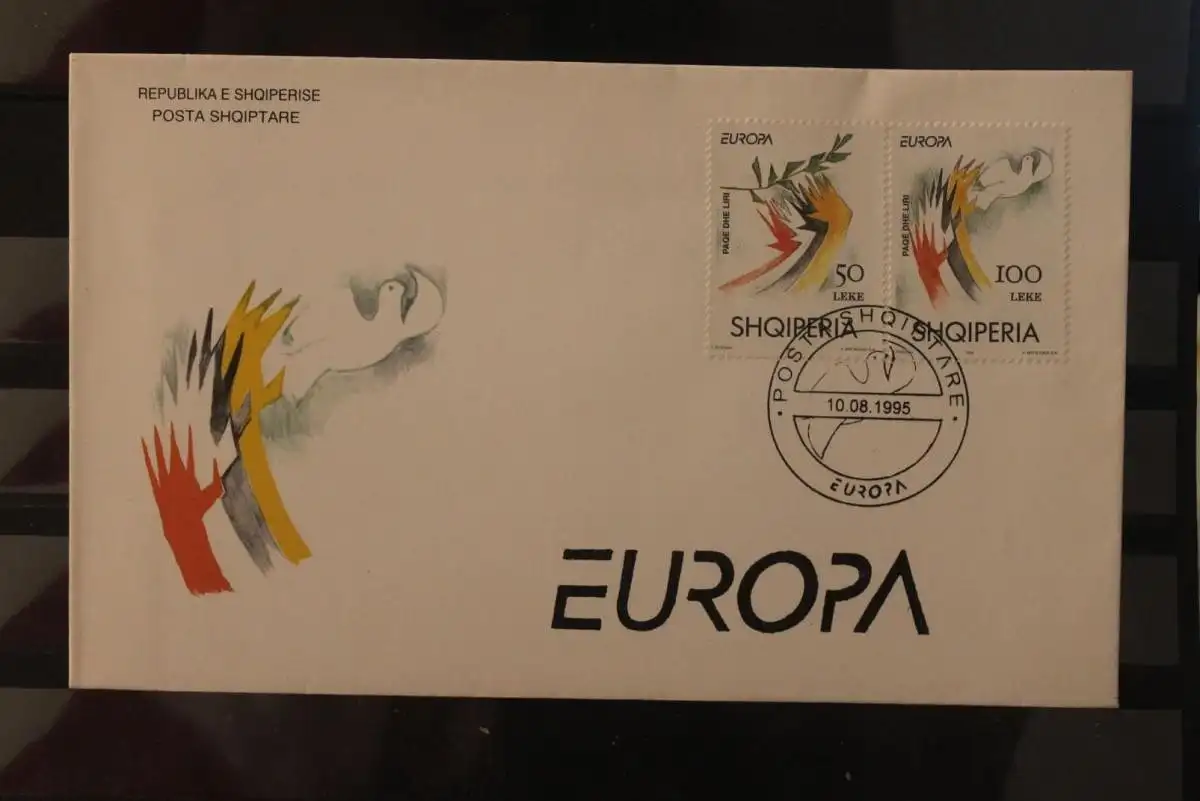 REPUBLIKA E SHQIPERISE
POSTA SHQIPTARE
EUROPA
PAQE DHE LIRI
50
LEKE
SHQIPERIA
EUROPA
PAQE DHE LIRI
100
LEKE
SHQIPERIA
POSTA SHQIPTARE
10.08.1995
EUROPA
EUROPA